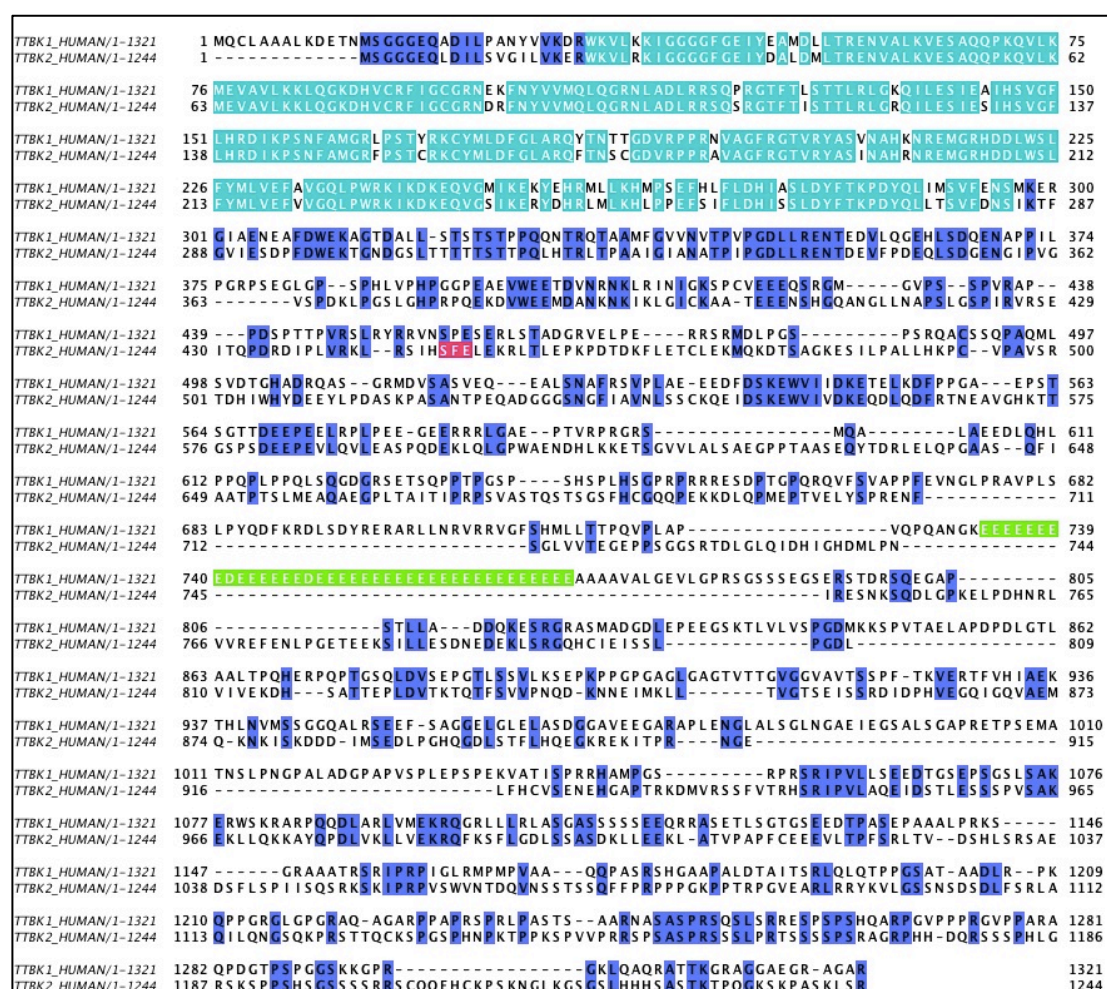 TTBK1_HUMAN/1-1321 1 MQCLAAALKDETNMSGGGEQADILPANYVVKDRWKVLKKIGGGGFGEIYEAMDLLTRENVALKVESAQQPKQVLK 75
TTBK2_HUMAN/1-1244 1 -------------MSGGGEQLDILSVGILVKERWKVLRKIGGGGFGEIYDALDMLTRENVALKVESAQQPKQVLK 62
TTBK1_HUMAN/1-1321 76 MEVAVLKKLQGKDHVCRFIGCGRNEKFNYVVMQLQGRNLADLRRSQPRGTFTLSTTLRLGKQILESIEAIHSVGF 150
TTBK2_HUMAN/1-1244 63 MEVAVLKKLQGKDHVCRFIGCGRNDRFNYVVMQLQGRNLADLRRSQSRGTFTISTTLRLGRQILESIESIHSVGF 137
TTBK1_HUMAN/1-1321 151 LHRDIKPSNFAMGRLPSTYRKCYMLDFGLARQYTNTTGDVRPPRNVAGFRGTVRYASVNAHKNREMGRHDDLWSL 225
TTBK2_HUMAN/1-1244 138 LHRDIKPSNFAMGRFPSTCRKCYMLDFGLARQFTNSCGDVRPPRAVAGFRGTVRYASINAHRNREMGRHDDLWSL 212
TTBK1_HUMAN/1-1321 226 FYMLVEFAVGQLPWRKIKDKEQVGMIKEKYEHRMLLKHMPSEFHLFLDHIASLDYFTKPDYQLIMSVFENSMKER 300
TTBK2_HUMAN/1-1244 213 FYMLVEFVVGQLPWRKIKDKEQVGSIKERYDHRLMLKHLPPEFSIFLDHISSLDYFTKPDYQLLTSVFDNSIKTF 287
TTBK1_HUMAN/1-1321 301 GIAENEAFDWEKAGTDALL-STSTSTPPQQNTRQTAAMFGVVNVTPVPGDLLRENTEDVLQGEHLSDQENAPPIL 374
TTBK2_HUMAN/1-1244 288 GVIESDPFDWEKTGNDGSLTTTTTSTTPQLHTRLTPAAIGIANATPIPGDLLRENTDEVFPDEQLSDGENGIPVG 362
TTBK1_HUMAN/1-1321 375 PGRPSEGLGP--SPHLVPHPGGPEAEVWEETDVNRNKLRINIGKSPCVEEEQSRGM----GVPS--SPVRAP--- 438
TTBK2_HUMAN/1-1244 363 -------VSPDKLPGSLGHPRPQEKDVWEEMDANKNKIKLGICKAA-TEEENSHGQANGLLNAPSLGSPIRVRSE 429
TTBK1_HUMAN/1-1321 439 ---PDSPTTPVRSLRYRRVNSPESERLSTADGRVELPE----RRSRMDLPGS---------PSRQACSSQPAQML 497
TTBK2_HUMAN/1-1244 430 ITQPDRDIPLVRKL--RSIHSFELEKRLTLEPKPDTDKFLETCLEKMQKDTSAGKESILPALLHKPC--VPAVSR 500
TTBK1_HUMAN/1-1321 498 SVDTGHADRQAS--GRMDVSASVEQ---EALSNAFRSVPLAE-EEDFDSKEWVIIDKETELKDFPPGA--EPST 563
TTBK2_HUMAN/1-1244 501 TDHIWHYDEEYLPDASKPASANTPEQADGGGSNGFIAVNLSSCKQEIDSKEWVIVDKEQDLQDFRTNEAVGHKTT 575
TTBK1_HUMAN/1-1321 564 SGTTDEEPEELRPLPEEGE-ERRRLGAE--PTVRPRGRS---------------MQA-------LAEEDLQHL 611
TTBK2_HUMAN/1-1244 576 GSPSDEEPEVLQVLEASPQDEKLQLGPWAENDHLKKETSGVVLALSAEGPPTAASEQYTDRLELQPGAAS--QFI 648
TTBK1_HUMAN/1-1321 612 PPQPLPPQLSQGDGRSETSQPPTPGSP----SHSPLHSGPRPRRRESDPTGPQRQVFSVAPPFEVNGLPRAVPLS 682
TTBK2_HUMAN/1-1244 649 AATPTSLMEAQAEGPLTAITIPRPSVASTQSTSGSFHCGQQPEKKDLQPMEPTVELYSPRENF------------ 711
TTBK1_HUMAN/1-1321 683 LPYQDFKRDLSDYRERARLLNRVRRVGFSHMLLTTPQVPLAP----------------VQPQANGKEEEEEEE 739
TTBK2_HUMAN/1-1244 712 -----------------------------SGLVVTEGEPPSGGSRTDLGLQIDHIGHDMLPN------------- 744
TTBK1_HUMAN/1-1321 740 EDEEEEEEEDEEEEEEEEEEEEEEEEEEEEEEEEEAAAAVALGEVLGPRSGSSSEGSERSTDRSQEGAP--------- 805
TTBK2_HUMAN/1-1244 745 ------------------------------------------------------IRESNKSQDLGPKELPDHNRL 765
TTBK1_HUMAN/1-1321 806 ---------------STLLA--DDQKESRGRASMADGDLEPEEGSKTLVLVSPGDMKKSPVTAELAPDPDLGTL 862
TTBK2_HUMAN/1-1244 766 VVREFENLPGETEEKSILLESDNEDEKLSRGQHCIEISSL-----------PGDL------------------- 809
TTBK1_HUMAN/1-1321 863 AALTPQHERPQPTGSQLDVSEPGTLSSVLKSEPKPPGPGAGLGAGTVTTGVGGVAVTSSPF-TKVERTFVHIAEK 936
TTBK2_HUMAN/1-1244 810 VIVEKDH---SATTEPLDVTKTQTFSVVPNQD-KNNEIMKLL------TVGTSEISSRDIDPHVEGQIGQVAEM 873
TTBK1_HUMAN/1-1321 937 THLNVMSSGGQALRSEEF-SAGGELGLELASDGGAVEEGARAPLENGLALSGLNGAEIEGSALSGAPRETPSEMA 1010
TTBK2_HUMAN/1-1244 874 Q-KNKISKDDD-IMSEDLPGHQGDLSTFLHQEGKREKITPR----NGE--------------------------- 915
TTBK1_HUMAN/1-1321 1011 TNSLPNGPALADGPAPVSPLEPSPEKVATISPRRHAMPGS---------RPRSRIPVLLSEEDTGSEPSGSLSAK 1076
TTBK2_HUMAN/1-1244 916 -------------------------LFHCVSENEHGAPTRKDMVRSSFVTRHSRIPVLAQEIDSTLESSSPVSAK 965
TTBK1_HUMAN/1-1321 1077 ERWSKRARPQQDLARLVMEKRQGRLLLRLASGASSSSSEEQRRASETLSGTGSEEDTPASEPAAALPRKS----- 1146
TTBK2_HUMAN/1-1244 966 EKLLQKKAYQPDLVKLLVEKRQFKSFLGDLSSASDKLLEEKL-ATVPAPFCEEEVLTPFSRLTV--DSHLSRSAE 1037
TTBK1_HUMAN/1-1321 1147 -----GRAAATRSRIPRPIGLRMPMPVAA---QQPASRSHGAAPALDTAITSRLQLQTPPGSAT-AADLR--PK 1209
TTBK2_HUMAN/1-1244 1038 DSFLSPIISQSRKSKIPRPVSWVNTDQVNSSTSSQFFPRPPPGKPPTRPGVEARLRRYKVLGSSNSDSDLFSRLA 1112
TTBK1_HUMAN/1-1321 1210 QPPGRGLGPGRAQ-AGARPPAPRSPRLPASTS---AARNASASPRSQSLSRRESPSPSHQARPGVPPPRGVPPARA 1281
TTBK2_HUMAN/1-1244 1113 QILQNGSQKPRSTTQCKSPGSPHNPKTPPKSPVVPRRSPSASPRSSSLPRTSSSSPSRAGRPHH-DQRSSSPHLG 1186
TTBK1_HUMAN/1-1321 1282 QPDGTPSPGGSKKGPR---------------GKLQAQRATTKGRAGGAEGR-AGAR 1321
TTBK2_HUMAN/1-1244 1187 RSKSPPSHSGSSSSRRSCQQEHCKPSKNGLKGSGSLHHHSASTKTPQGKSKPASKLSR 1244